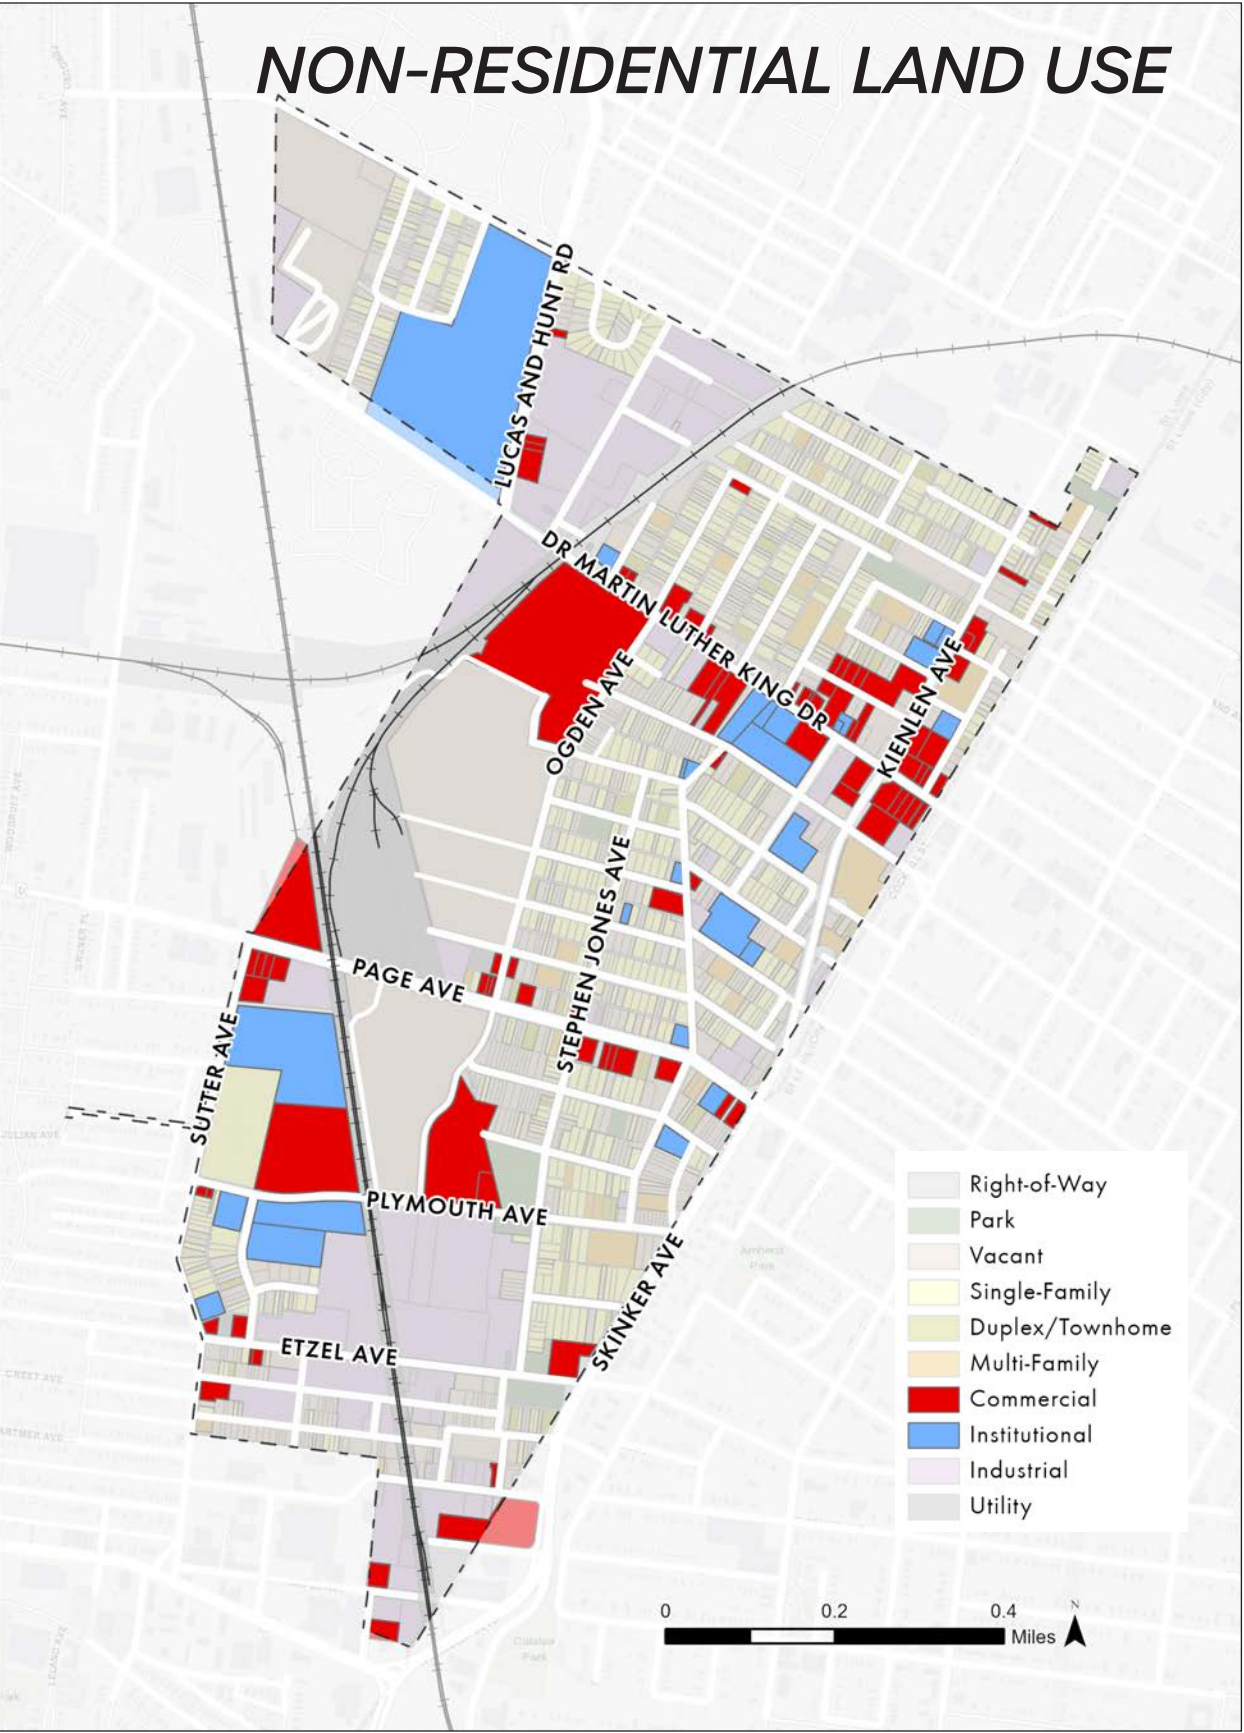 NON-RESIDENTIAL LAND USE
LUCAS AND HUNT RD
DR MARTIN LUTHER KING DR
OGDEN AVE
KIENLEN AVE
STEPHEN JONES AVE
PAGE AVE
SUTTER AVE
PLYMOUTH AVE
SKINKER AVE
ETZEL AVE
Amherst
Park
Right-of-Way
Park
Vacant
Single-Family
Duplex/Townhome
Multi-Family
Commercial
Institutional
Industrial
Utility
0 0.2 0.4
Miles
N